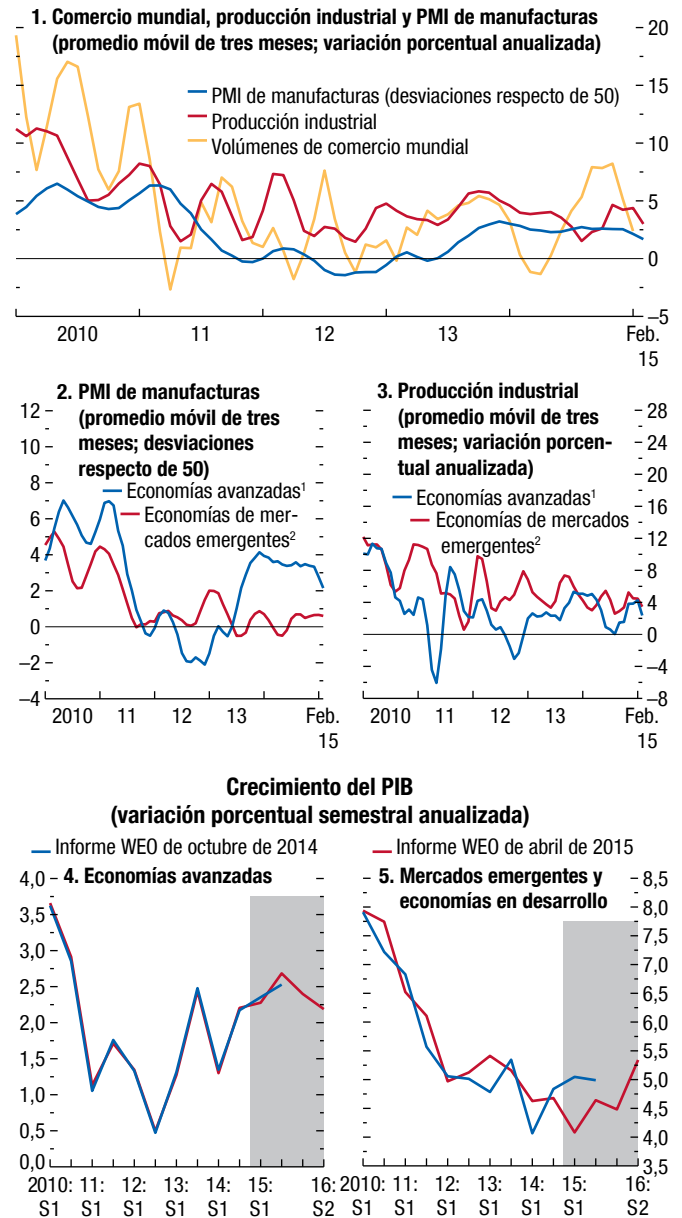 1. Comercio mundial, producción industrial y PMI de manufacturas
(promedio móvil de tres meses; variación porcentual anualizada)
PMI de manufacturas (desviaciones respecto de 50)
Producción industrial
Volúmenes de comercio mundial
20
15
10
5
0
–5
2010 11 12 13 Feb.
15
2. PMI de manufacturas
(promedio móvil de tres
meses; desviaciones
respecto de 50)
Economías avanzadas¹
Economías de mer-
cados emergentes²
12
10
8
6
4
2
0
–2
–4
2010 11 12 13 Feb.
15
3. Producción industrial
(promedio móvil de tres
meses; variación porcen-
tual anualizada)
Economías avanzadas¹
Economías de mercados
emergentes²
28
24
20
16
12
8
4
0
–4
–8
2010 11 12 13 Feb.
15
Crecimiento del PIB
(variación porcentual semestral anualizada)
Informe WEO de octubre de 2014
Informe WEO de abril de 2015
4. Economías avanzadas
4,0
3,5
3,0
2,5
2,0
1,5
1,0
0,5
0,0
2010: 11: 12: 13: 14: 15: 16:
S1 S1 S1 S1 S1 S1 S2
5. Mercados emergentes y
economías en desarrollo
8,5
8,0
7,5
7,0
6,5
6,0
5,5
5,0
4,5
4,0
3,5
2010: 11: 12: 13: 14: 15: 16:
S1 S1 S1 S1 S1 S1 S2